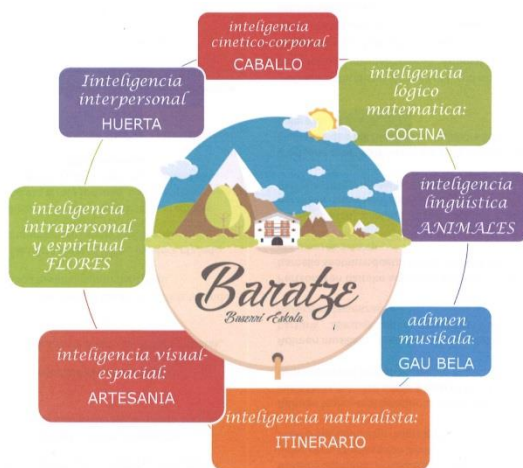 inteligencia
cinetico-corporal
CABALLO
inteligencia
lógico
matematica:
COCINA
inteligencia
lingüística
ANIMALES
adimen
musikala:
GAU BELA
inteligencia naturalista:
ITINERARIO
inteligencia visual-
espacial:
ARTESANIA
inteligencia
intrapersonal
y espiritual
FLORES
Iinteligencia
interpersonal
HUERTA
Baratze
Baserri Eskola